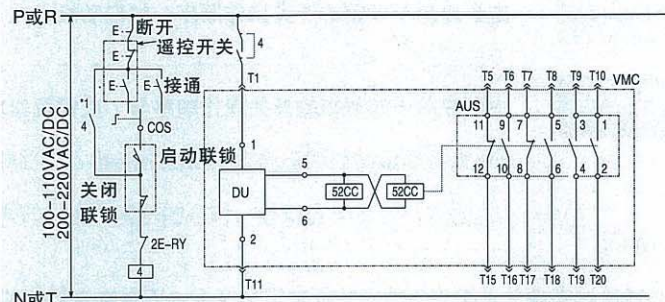 P或R
断开
E
遥控开关
E
E
E
接通
4
*1
4
COS
启动联锁
关闭
联锁
2E-RY
4
N或T
100-110VAC/DC
200-220VAC/DC
T1
1
DU
5
6
2
T11
52CC
52CC
T5 T6 T7 T8 T9 T10
VMC
AUS
11 9 7 5 3 1
12 10 8 6 4 2
T15 T16 T17 T18 T19 T20